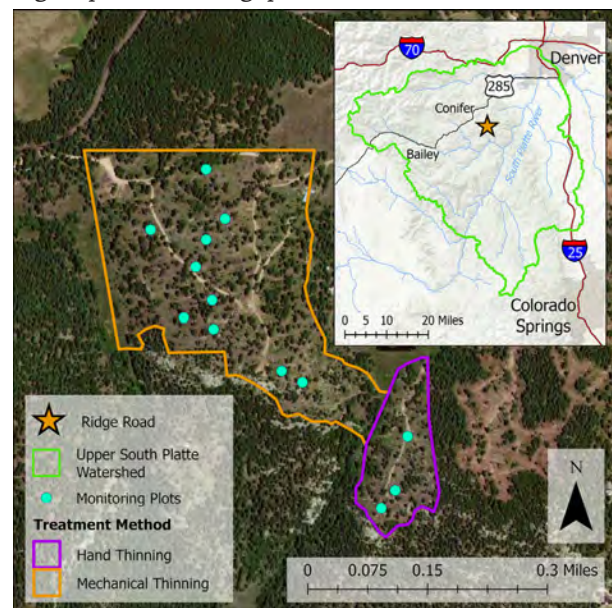 70
Denver
285
Conifer
Bailey
South Platte River
25
Colorado
Springs
0 5 10 20 Miles
Ridge Road
Upper South Platte
Watershed
Monitoring Plots
Treatment Method
Hand Thinning
Mechanical Thinning
N
0 0.075 0.15 0.3 Miles